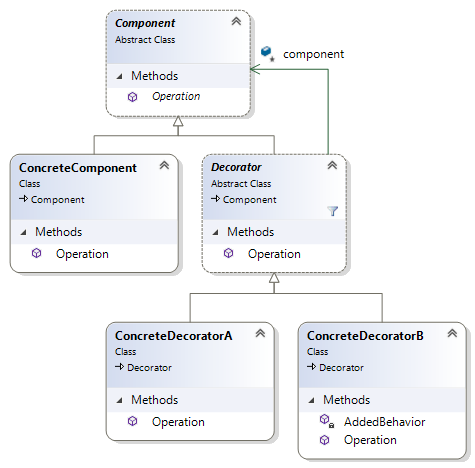 Component
Abstract Class
Methods
Operation
component
ConcreteComponent
Class
Component
Methods
Operation
Decorator
Abstract Class
Component
Methods
Operation
ConcreteDecoratorA
Class
Decorator
Methods
Operation
ConcreteDecoratorB
Class
Decorator
Methods
AddedBehavior
Operation